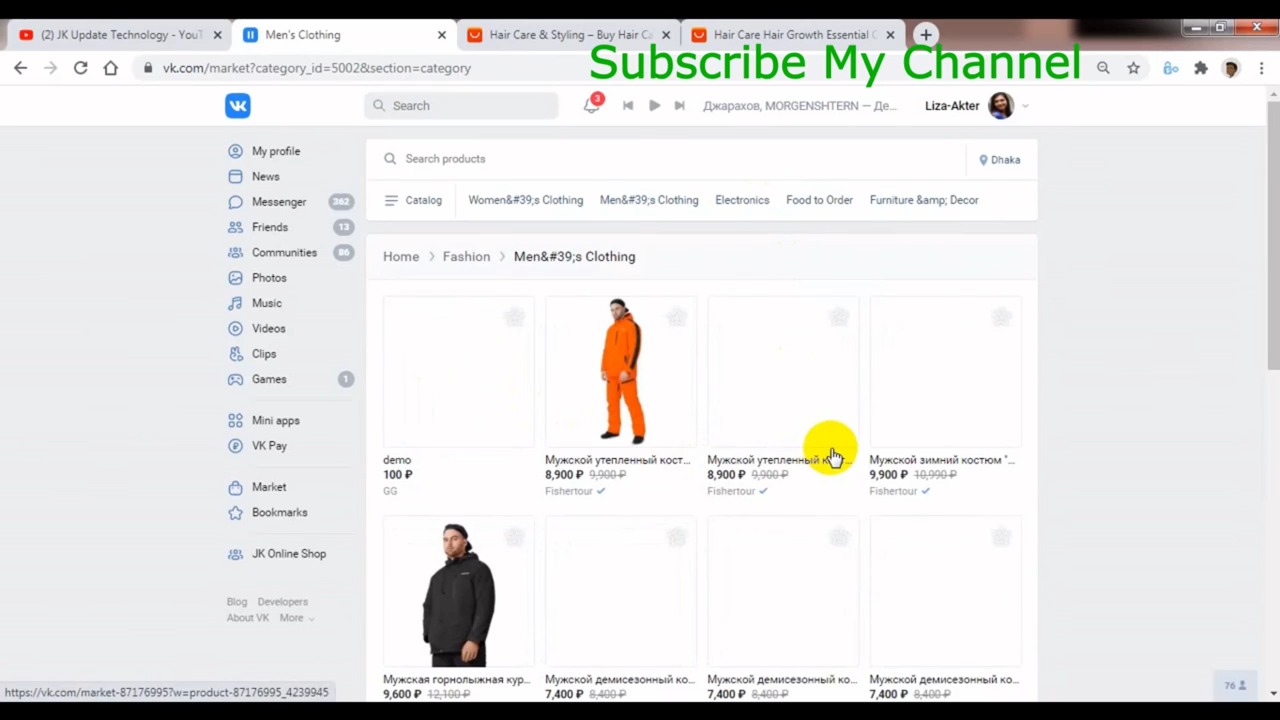 (2) JK Update Technology - YouT
Men's Clothing
Hair Care & Styling – Buy Hair Ca
Hair Care Hair Growth Essential O
Subscribe My Channel
vk.com/market?category_id=5002&section=category
Search
3
Джарахов, MORGENSHTERN — Де...
Liza-Akter
My profile
News
Messenger 362
Friends 13
Communities 86
Photos
Music
Videos
Clips
Games 1
Mini apps
VK Pay
Market
Bookmarks
JK Online Shop
Blog Developers
About VK More
Search products
Dhaka
Catalog Women&#39;s Clothing Men&#39;s Clothing Electronics Food to Order Furniture &amp; Decor
Home > Fashion > Men&#39;s Clothing
demo
100 ₽
GG
Мужской утепленный кост...
8,900 ₽ 9,900 ₽
Fishertour
Мужской утепленный
8,900 ₽ 9,900 ₽
Fishertour
Мужской зимний костюм "...
9,900 ₽ 10,990 ₽
Fishertour
Мужская горнолыжная кур...
9,600 ₽ 12,100 ₽
Мужской демисезонный ко...
7,400 ₽ 8,400 ₽
Мужской демисезонный ко...
7,400 ₽ 8,400 ₽
Мужской демисезонный ко...
7,400 ₽ 8,400 ₽
https://vk.com/market-87176995?w=product-87176995_4239945
76